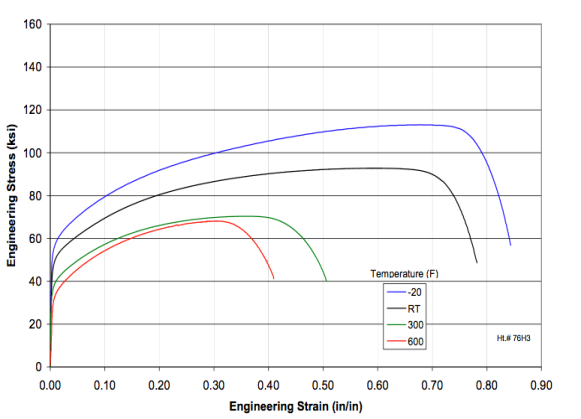 160
140
120
100
80
60
40
20
0
Engineering Stress (ksi)
0.00 0.10 0.20 0.30 0.40 0.50 0.60 0.70 0.80 0.90
Engineering Strain (in/in)
Temperature (F)
-20
RT
300
600
Ht.# 76H3